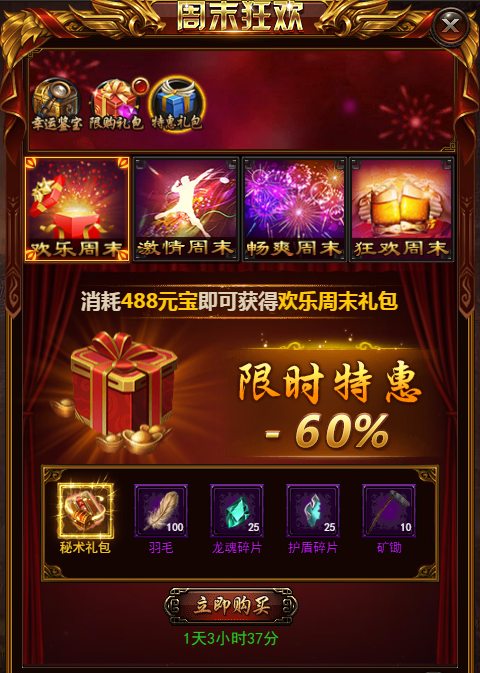 周末狂欢
幸运鉴宝 限购礼包 特惠礼包
欢乐周末 激情周末 畅爽周末 狂欢周末
消耗488元宝即可获得欢乐周末礼包
限时特惠
- 60%
100 25 25 10
秘术礼包 羽毛 龙魂碎片 护盾碎片 矿锄
立即购买
1天3小时37分